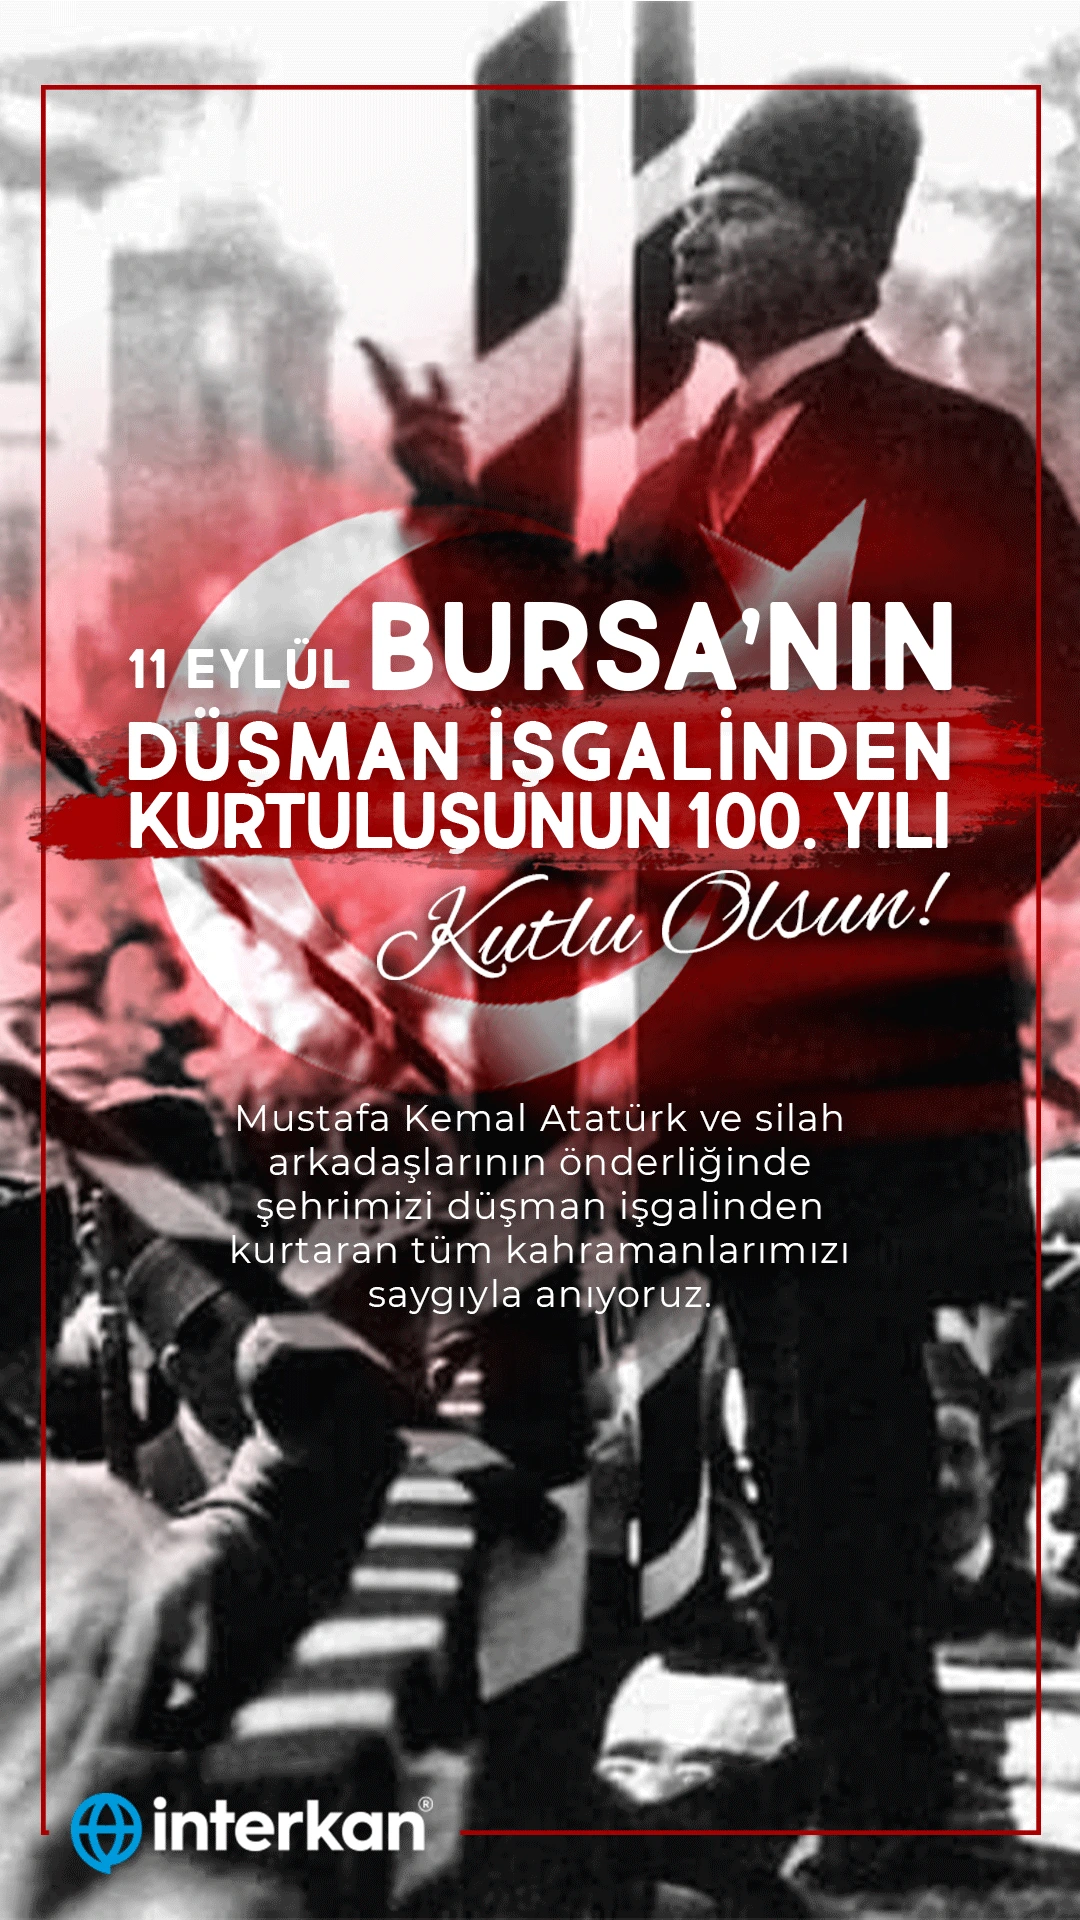 11 EYLÜL BURSA'NIN
DÜŞMAN İŞGALİNDEN
KURTULUŞUNUN 100. YILI
Kutlu Olsun!
Mustafa Kemal Atatürk ve silah
arkadaşlarının önderliğinde
şehrimizi düşman işgalinden
kurtaran tüm kahramanlarımızı
saygıyla anıyoruz.
interkan®